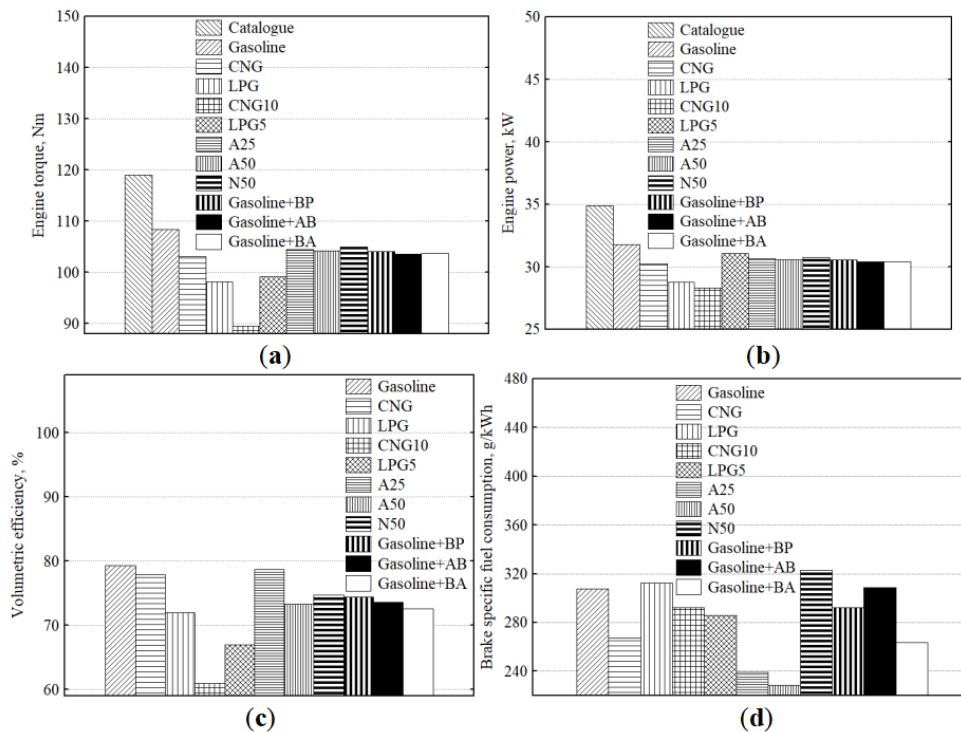 150
140
130
120
110
100
90
Engine torque, Nm
Catalogue
Gasoline
CNG
LPG
CNG10
LPG5
A25
A50
N50
Gasoline+BP
Gasoline+AB
Gasoline+BA
(a)
50
45
40
35
30
25
Engine power, kW
Catalogue
Gasoline
CNG
LPG
CNG10
LPG5
A25
A50
N50
Gasoline+BP
Gasoline+AB
Gasoline+BA
(b)
100
90
80
70
60
Volumetric efficiency, %
Gasoline
CNG
LPG
CNG10
LPG5
A25
A50
N50
Gasoline+BP
Gasoline+AB
Gasoline+BA
(c)
480
440
400
360
320
280
240
Brake specific fuel consumption, g/kWh
Gasoline
CNG
LPG
CNG10
LPG5
A25
A50
N50
Gasoline+BP
Gasoline+AB
Gasoline+BA
(d)